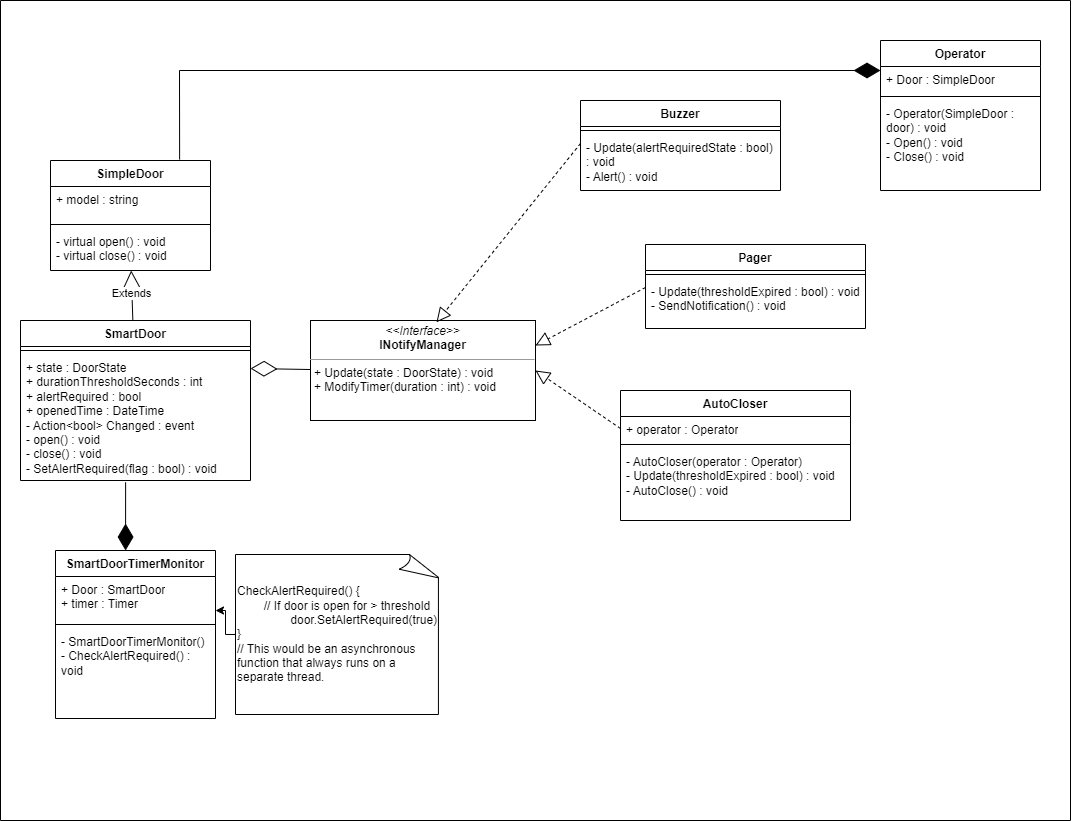 Operator
+ Door : SimpleDoor
- Operator(SimpleDoor :
door) : void
- Open() : void
- Close() : void
Buzzer
- Update(alertRequiredState : bool)
: void
- Alert() : void
SimpleDoor
+ model : string
- virtual open() : void
- virtual close() : void
Extends
Pager
- Update(thresholdExpired : bool) : void
- SendNotification() : void
SmartDoor
+ state : DoorState
+ durationThresholdSeconds : int
+ alertRequired : bool
+ openedTime : DateTime
- Action<bool> Changed : event
- open() : void
- close() : void
- SetAlertRequired(flag : bool) : void
<<Interface>>
INotifyManager
+ Update(state : DoorState) : void
+ ModifyTimer(duration : int) : void
AutoCloser
+ operator : Operator
- AutoCloser(operator : Operator)
- Update(thresholdExpired : bool) : void
- AutoClose() : void
SmartDoorTimerMonitor
+ Door : SmartDoor
+ timer : Timer
- SmartDoorTimerMonitor()
- CheckAlertRequired() :
void
CheckAlertRequired() {
// If door is open for > threshold
door.SetAlertRequired(true)
}
// This would be an asynchronous
function that always runs on a
separate thread.